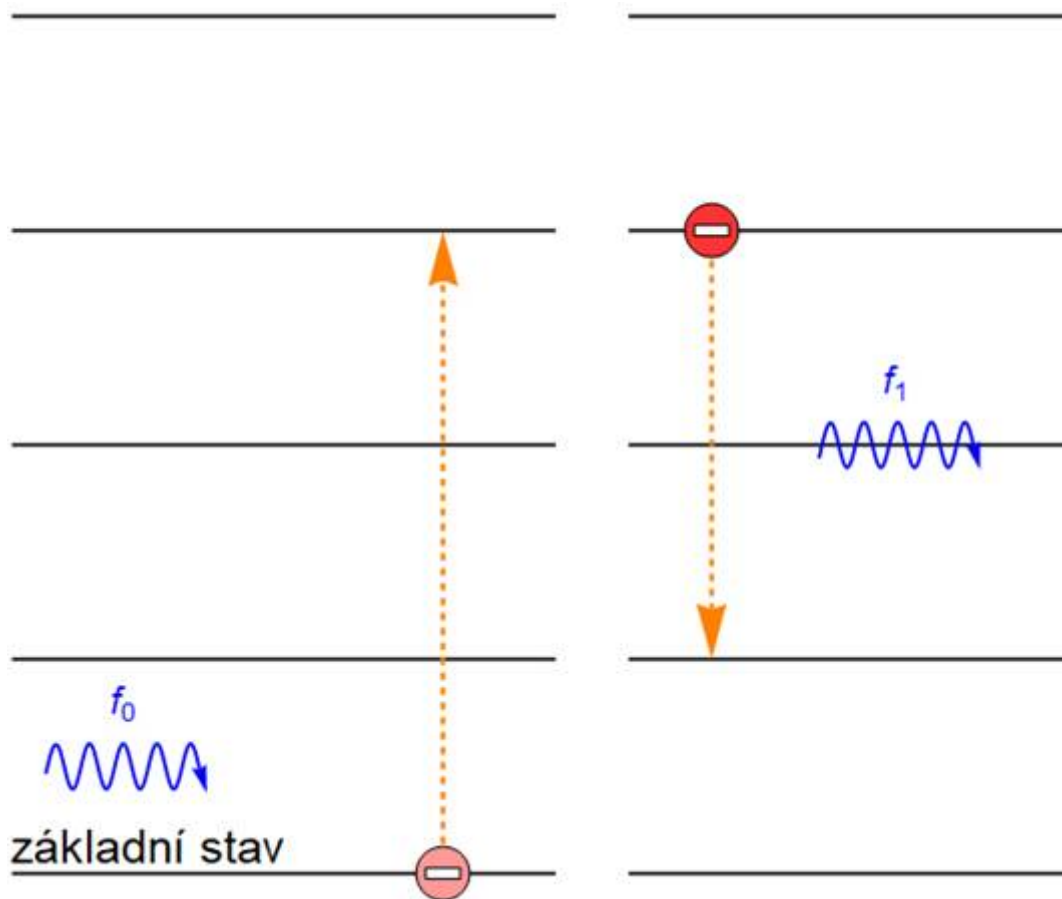 f₁
f₀
základní stav